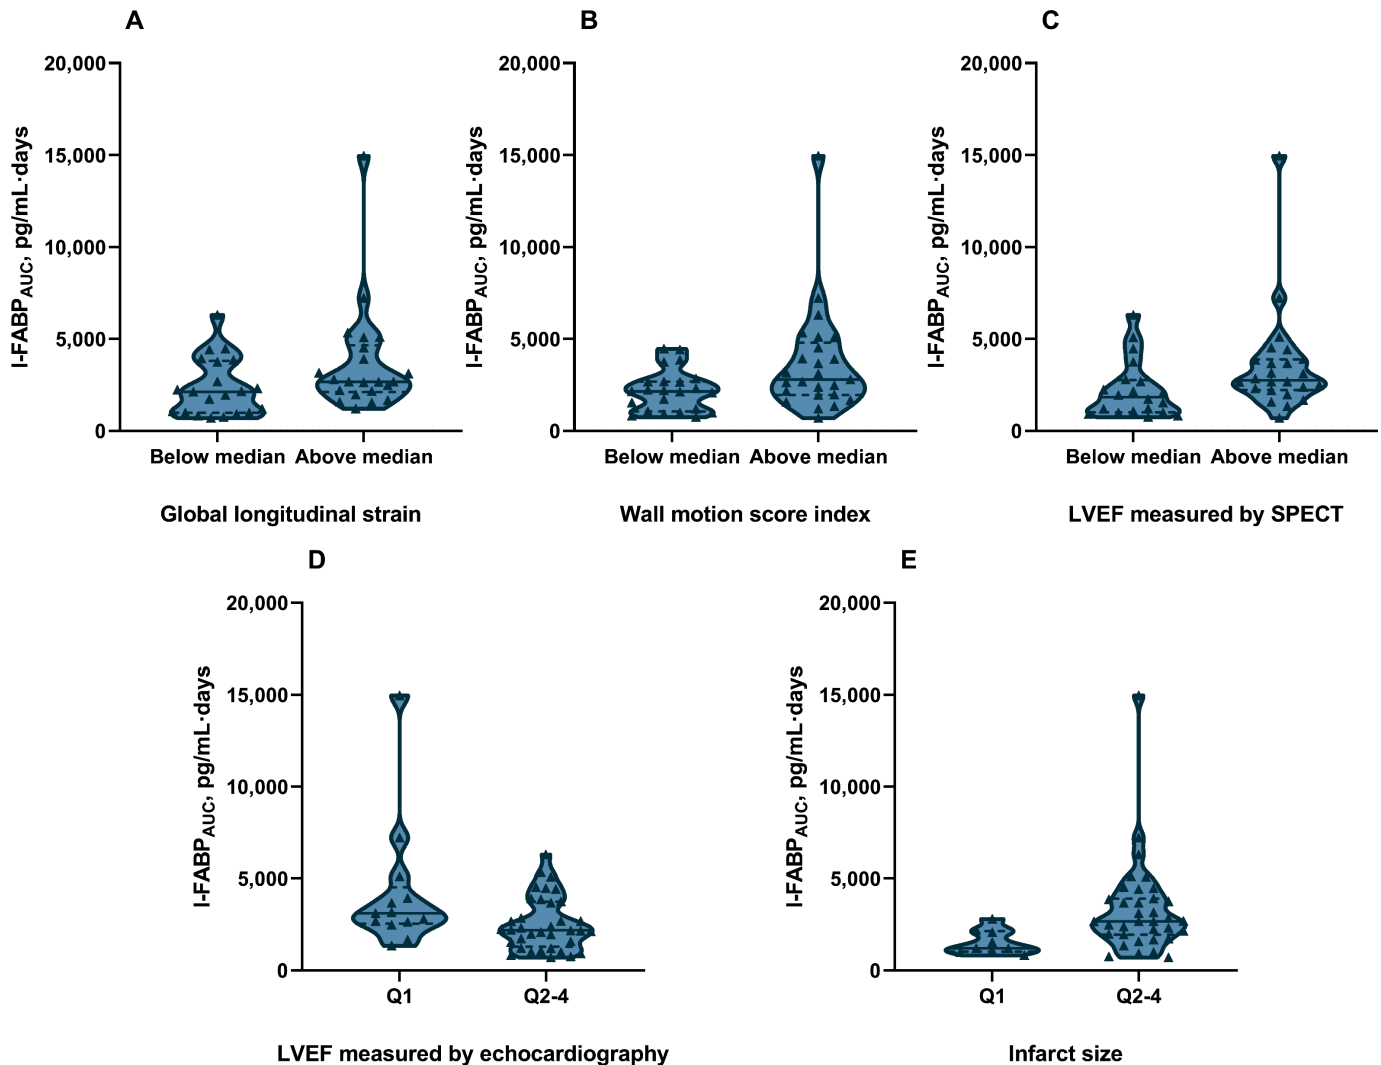 A
I-FABPAUC, pg/mL·days
20,000
15,000
10,000
5,000
0
Below median Above median
Global longitudinal strain
B
I-FABPAUC, pg/mL·days
20,000
15,000
10,000
5,000
0
Below median Above median
Wall motion score index
C
I-FABPAUC, pg/mL·days
20,000
15,000
10,000
5,000
0
Below median Above median
LVEF measured by SPECT
D
I-FABPAUC, pg/mL·days
20,000
15,000
10,000
5,000
0
Q1 Q2-4
LVEF measured by echocardiography
E
I-FABPAUC, pg/mL·days
20,000
15,000
10,000
5,000
0
Q1 Q2-4
Infarct size